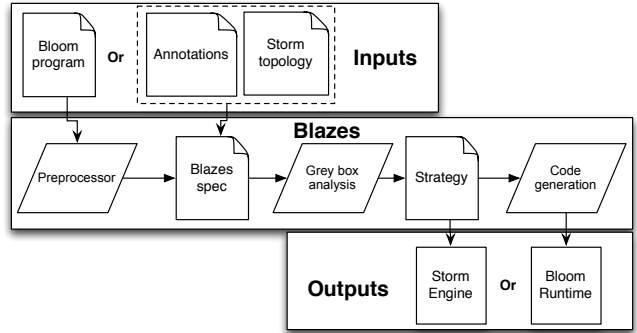 Bloom
program
Or
Annotations
Storm
topology
Inputs
Blazes
Preprocessor
Blazes
spec
Grey box
analysis
Strategy
Code
generation
Outputs
Storm
Engine
Or
Bloom
Runtime